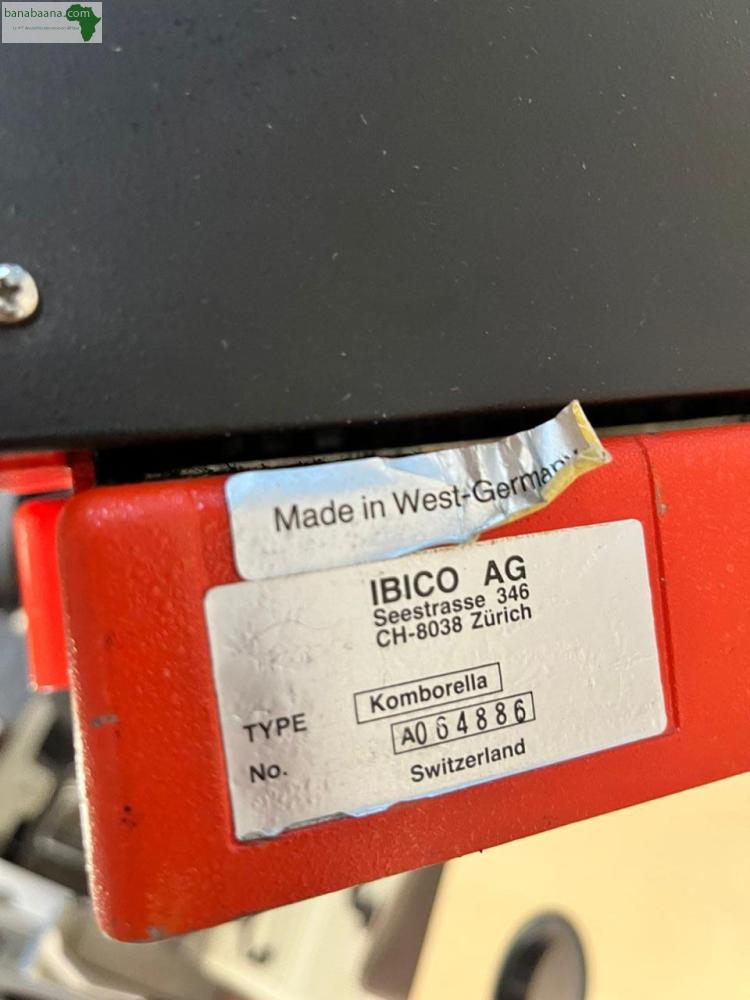 banabaana.com
Made in West-Germany
IBICO AG
Seestrasse 346
CH-8038 Zürich
TYPE Komborella
No. A064886
Switzerland